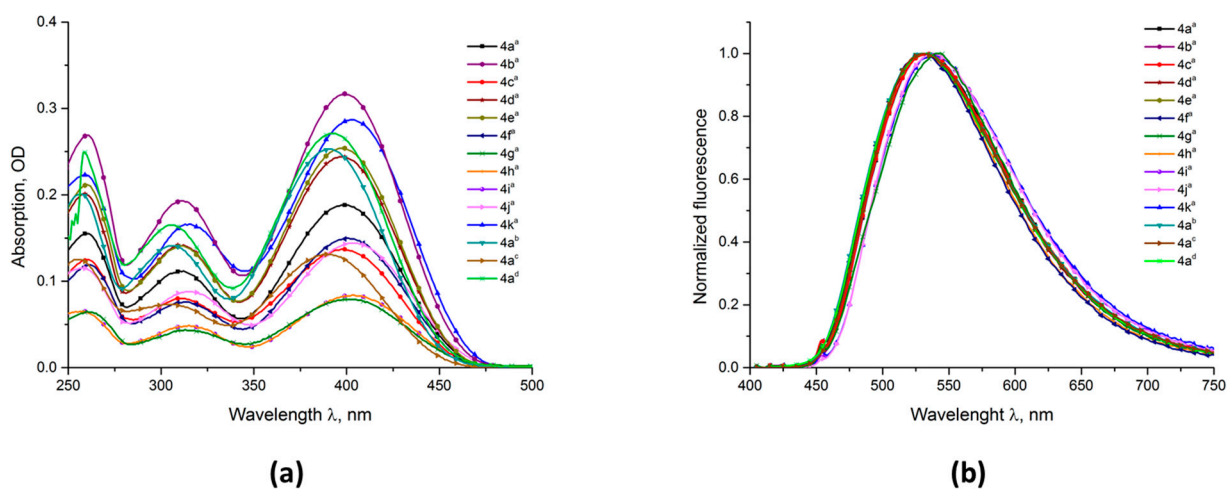 0.4
0.3
0.2
0.1
0.0
Absorption, OD
250 300 350 400 450 500
Wavelength λ, nm
4aᵃ
4bᵃ
4cᵃ
4dᵃ
4eᵃ
4fᵃ
4gᵃ
4hᵃ
4iᵃ
4jᵃ
4kᵃ
4aᵇ
4aᶜ
4aᵈ
(a)
1.0
0.8
0.6
0.4
0.2
0.0
Normalized fluorescence
400 450 500 550 600 650 700 750
Wavelenght λ, nm
4aᵃ
4bᵃ
4cᵃ
4dᵃ
4eᵃ
4fᵃ
4gᵃ
4hᵃ
4iᵃ
4jᵃ
4kᵃ
4aᵇ
4aᶜ
4aᵈ
(b)